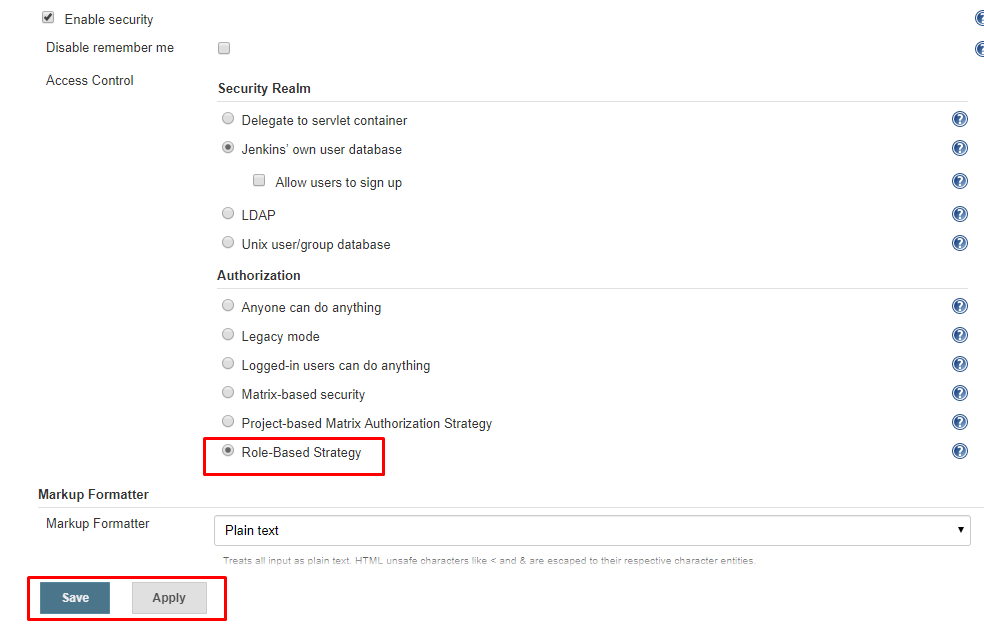 Enable security
Disable remember me
Access Control
Security Realm
Delegate to servlet container
Jenkins' own user database
Allow users to sign up
LDAP
Unix user/group database
Authorization
Anyone can do anything
Legacy mode
Logged-in users can do anything
Matrix-based security
Project-based Matrix Authorization Strategy
Role-Based Strategy
Markup Formatter
Markup Formatter
Plain text
Treats all input as plain text. HTML unsafe characters like < and & are escaped to their respective character entities.
Save Apply